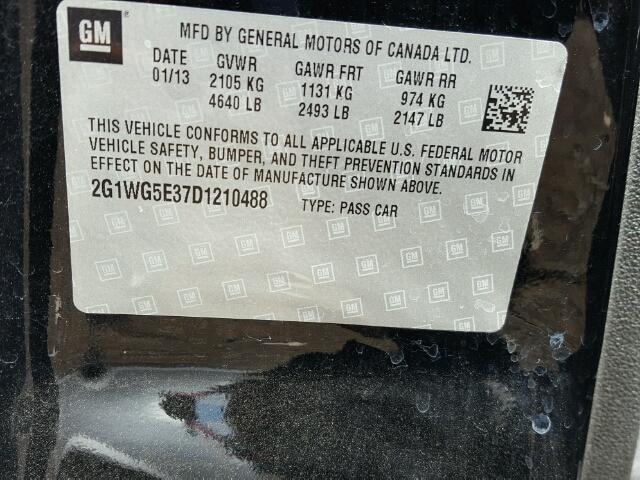 GM
MFD BY GENERAL MOTORS OF CANADA LTD.
DATE GVWR GAWR FRT GAWR RR
01/13 2105 KG 1131 KG 974 KG
4640 LB 2493 LB 2147 LB
THIS VEHICLE CONFORMS TO ALL APPLICABLE U.S. FEDERAL MOTOR
VEHICLE SAFETY, BUMPER, AND THEFT PREVENTION STANDARDS IN
EFFECT ON THE DATE OF MANUFACTURE SHOWN ABOVE.
2G1WG5E37D1210488 TYPE: PASS CAR